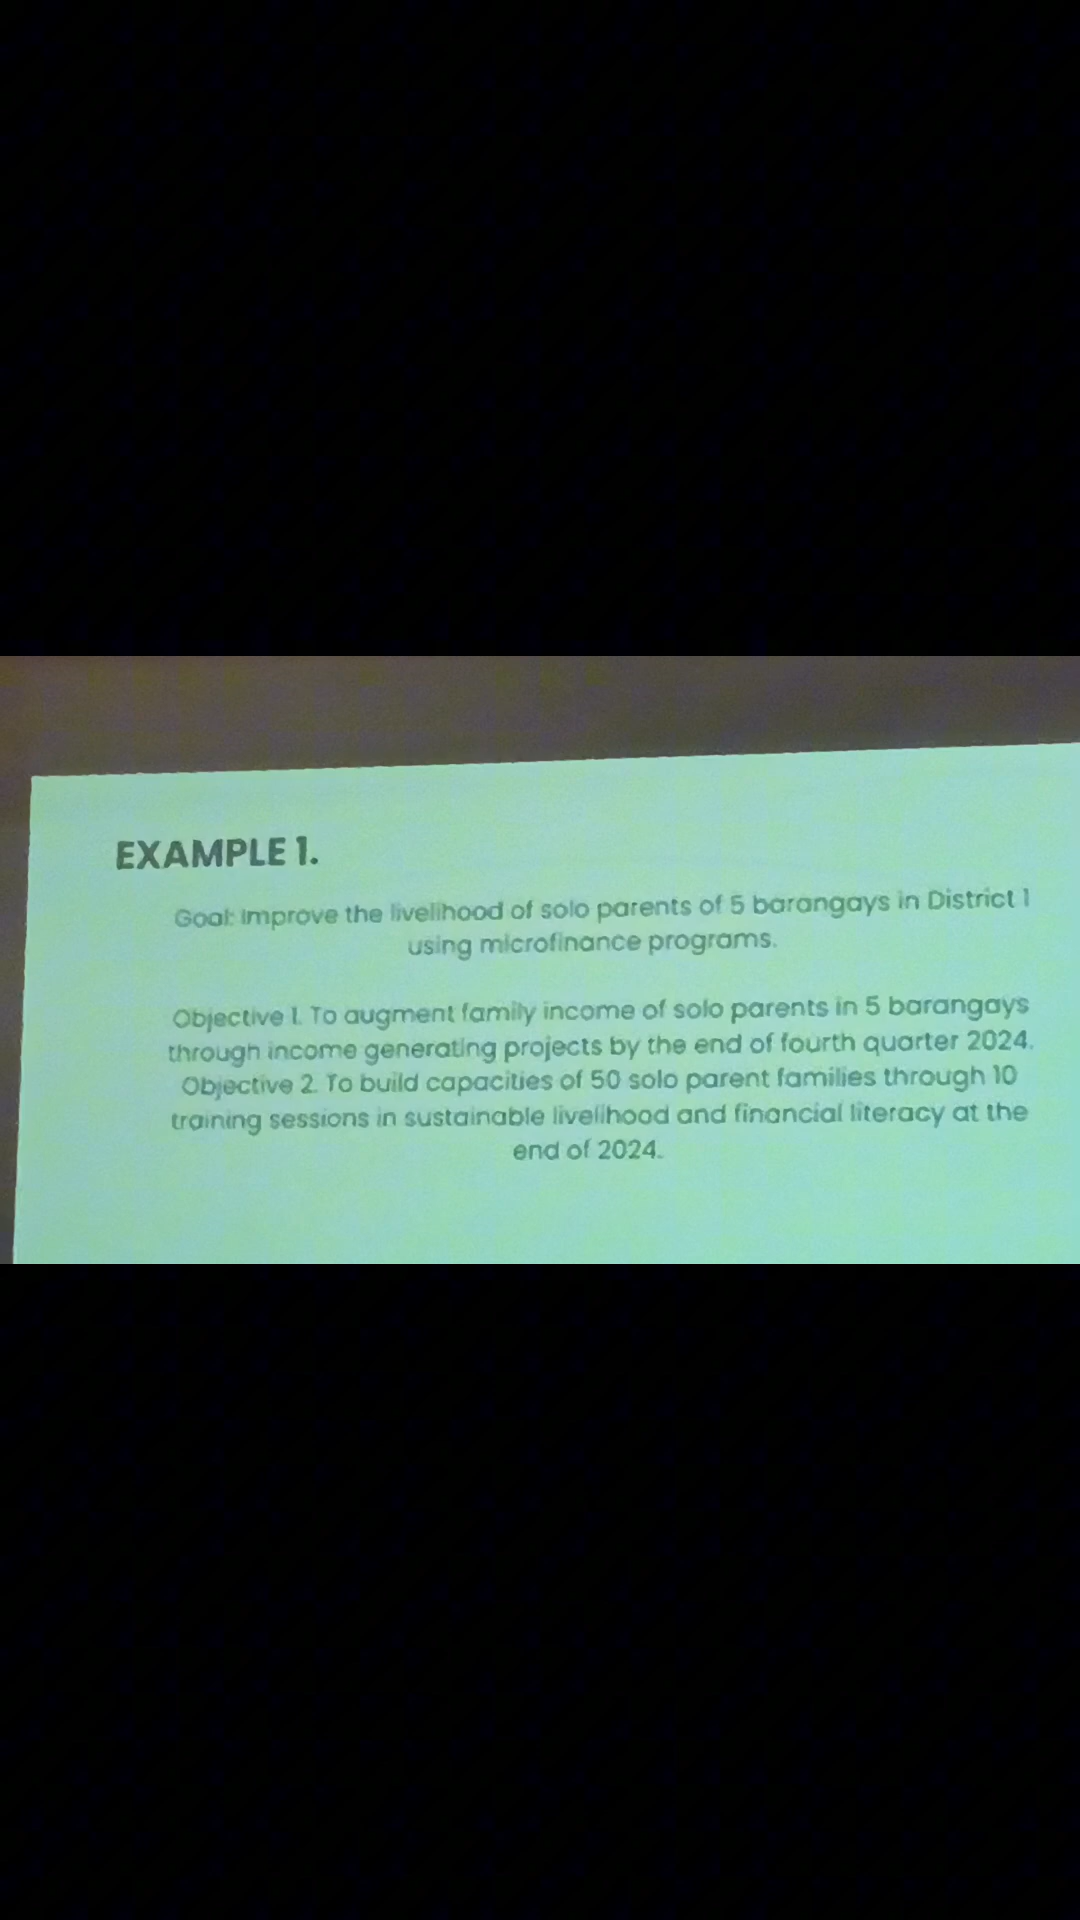 EXAMPLE 1.
Goal: Improve the livelihood of solo parents of 5 barangays in District 1
using microfinance programs.
Objective 1. To augment family income of solo parents in 5 barangays
through income generating projects by the end of fourth quarter 2024.
Objective 2. To build capacities of 50 solo parent families through 10
training sessions in sustainable livelihood and financial literacy at the
end of 2024.